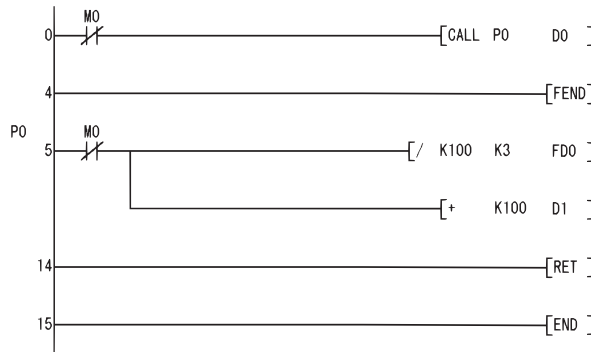 M0
0 [CALL P0 D0 ]
4 [FEND]
P0 M0
5 [/ K100 K3 FD0 ]
[+ K100 D1 ]
14 [RET ]
15 [END ]